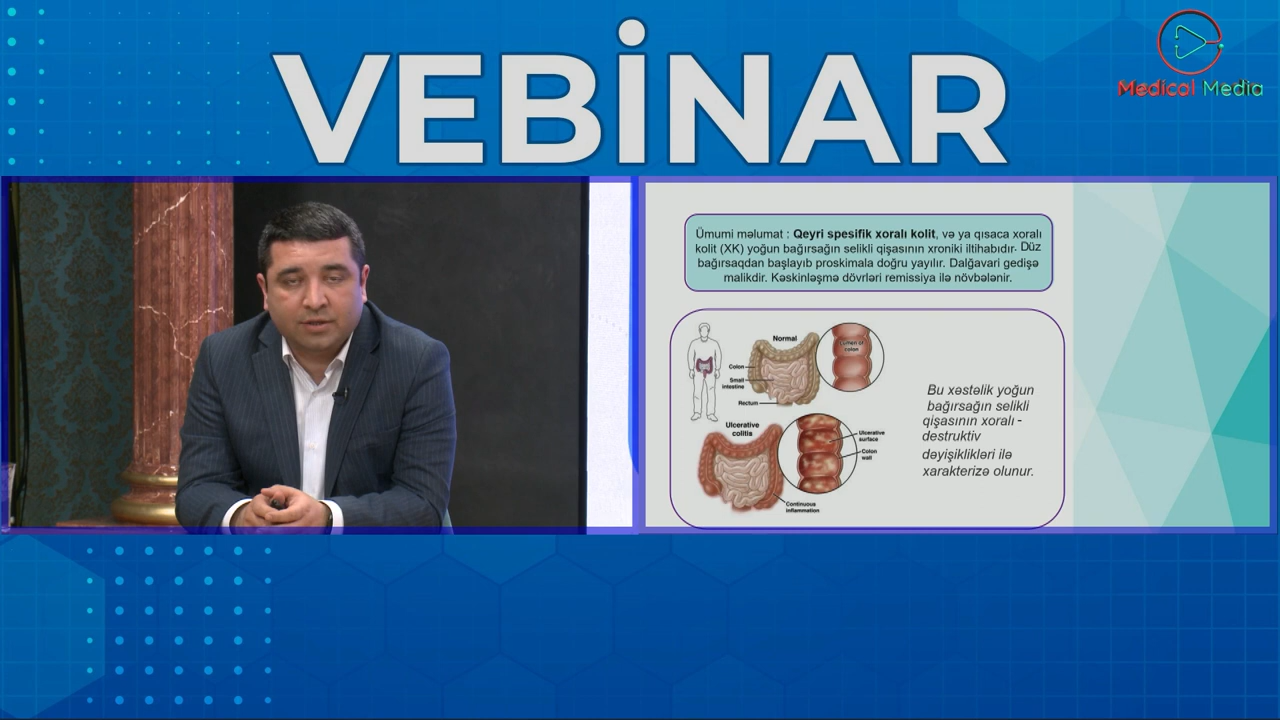 VEBİNAR
Medical Media
Ümumi məlumat : Qeyri spesifik xoralı kolit, və ya qısaca xoralı
kolit (XK) yoğun bağırsağın selikli qişasının xroniki iltihabıdır. Düz
bağırsaqdan başlayıb proskimala doğru yayılır. Dalğavari gedişə
malikdir. Kəskinləşmə dövrləri remissiya ilə növbələnir.
Normal
Lumen of
colon
Colon
Small
intestine
Rectum
Ulcerative
colitis
Ulcerative
surface
Colon
wall
Continuous
inflammation
Bu xəstəlik yoğun
bağırsağın selikli
qişasının xoralı -
destruktiv
dəyişiklikləri ilə
xarakterizə olunur.